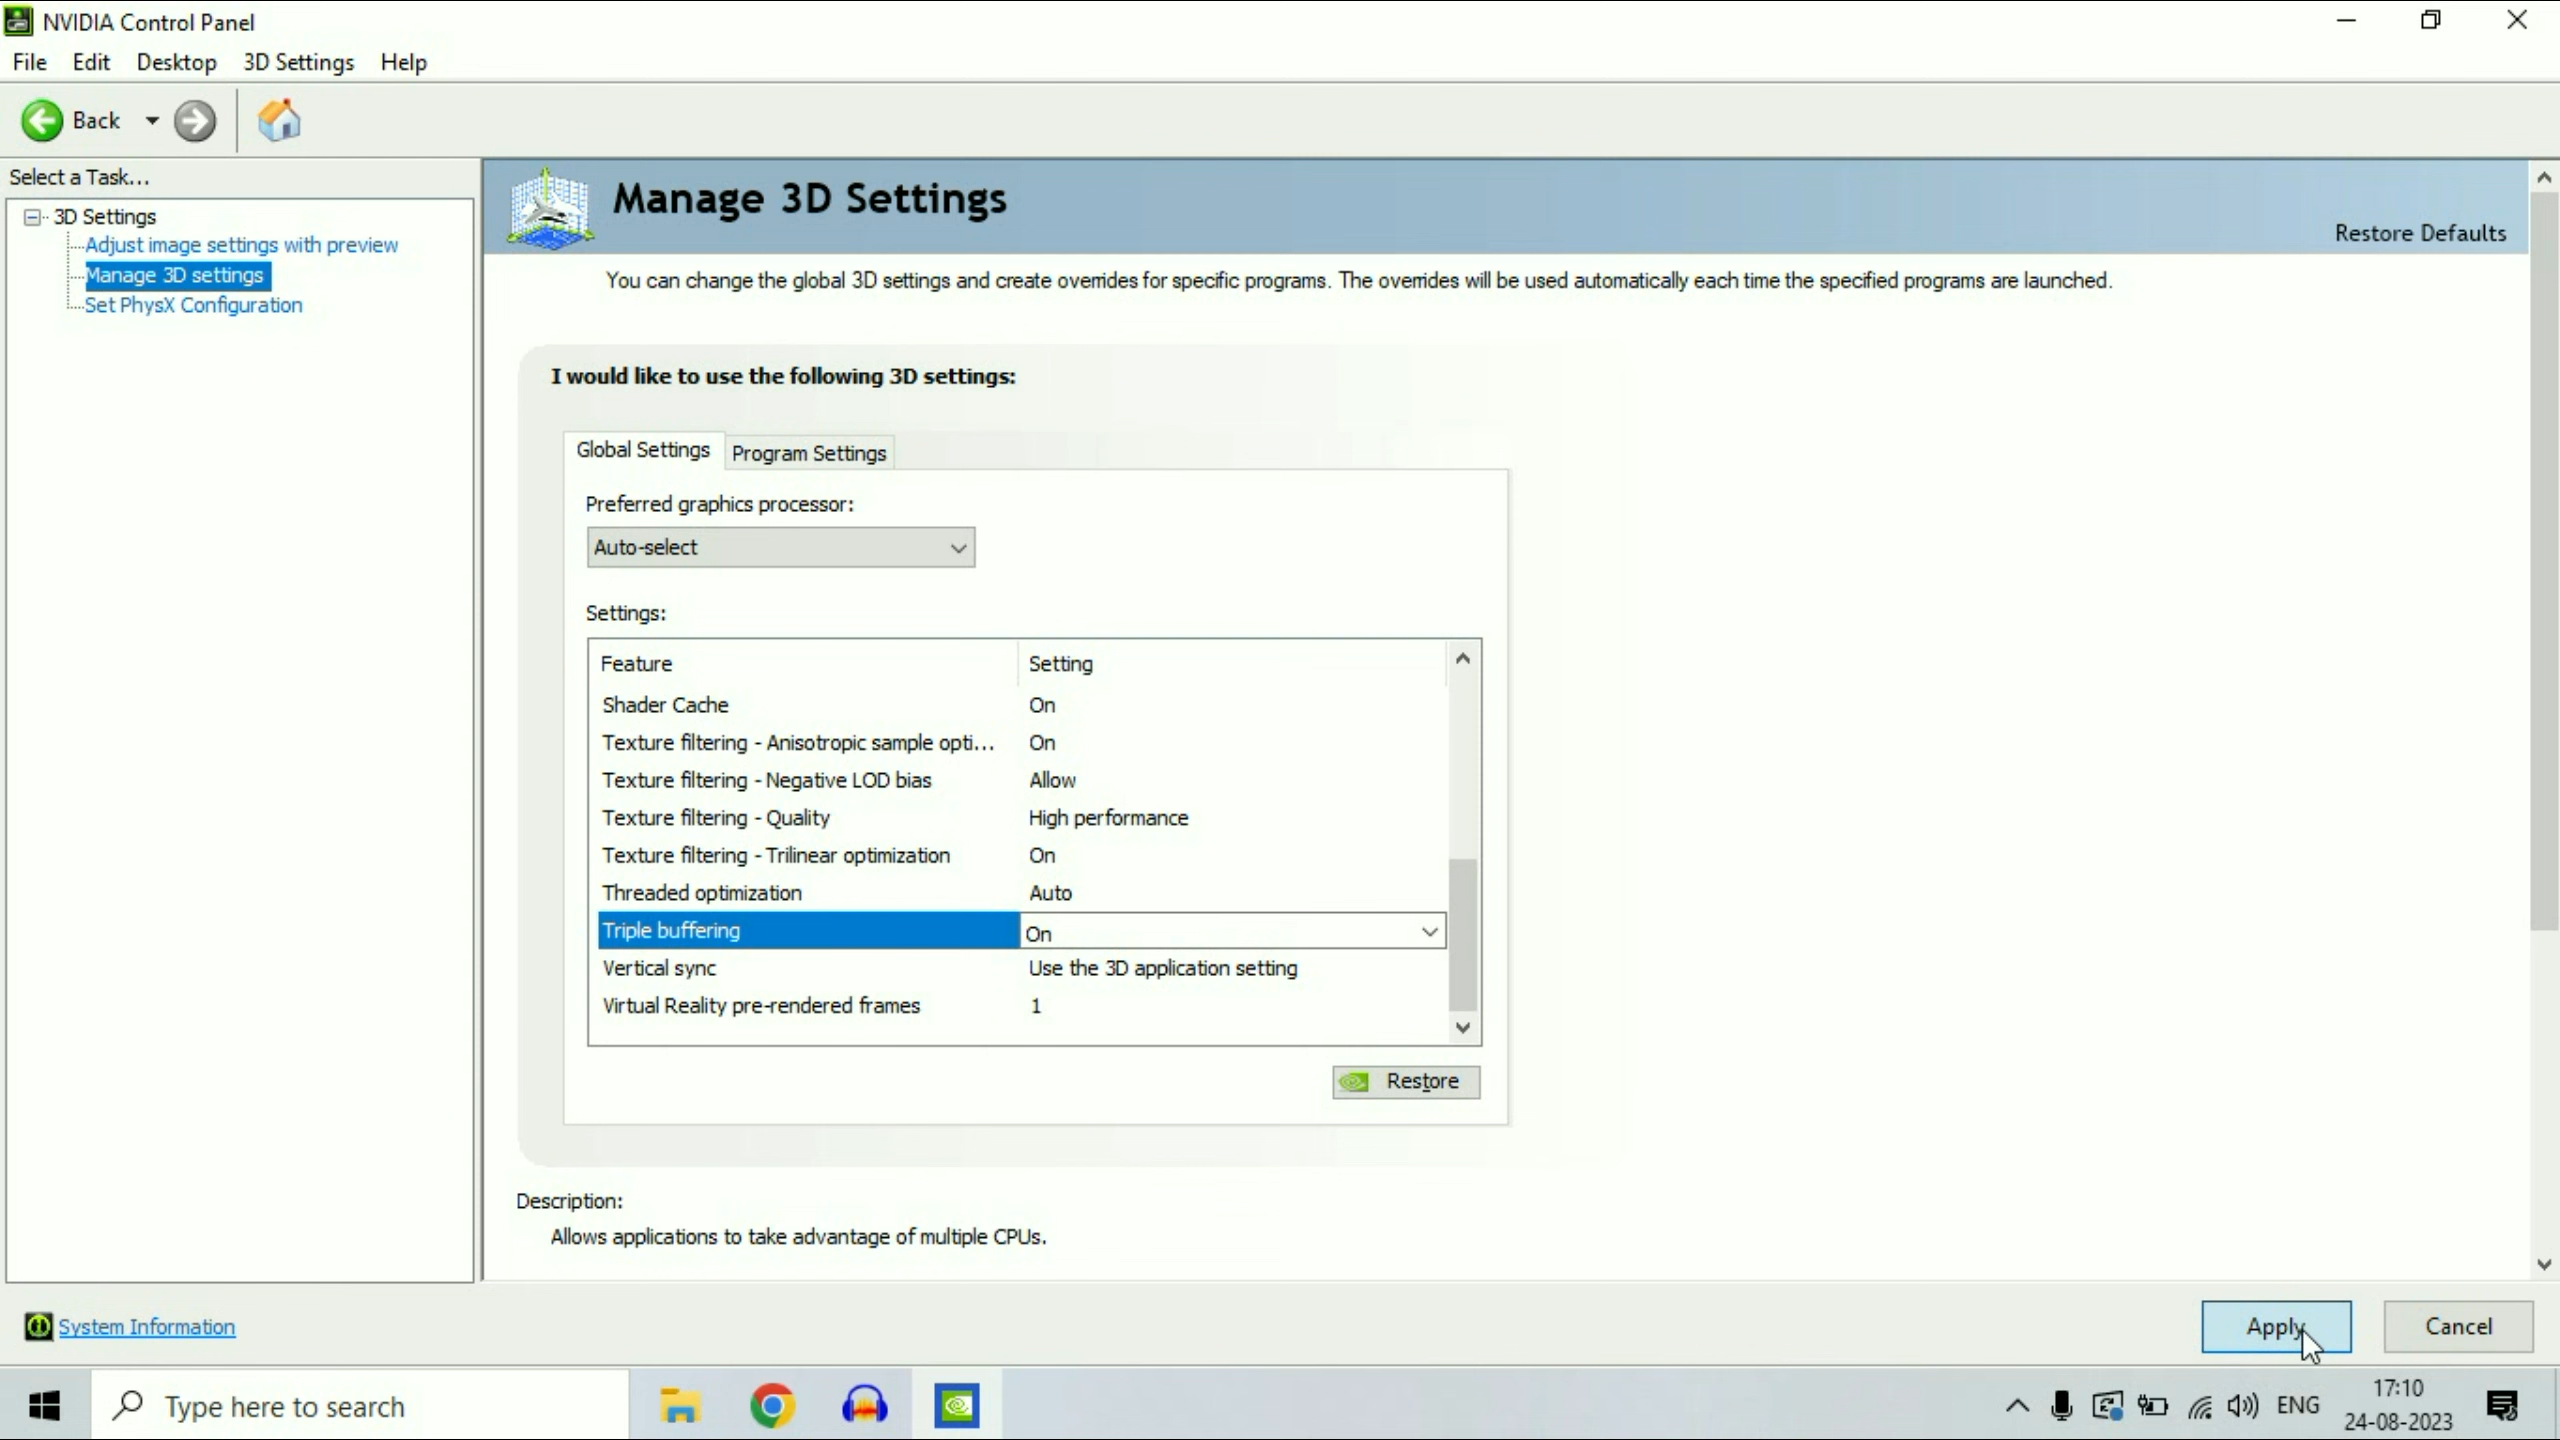 NVIDIA Control Panel
File Edit Desktop 3D Settings Help
Back
Select a Task...
3D Settings
Adjust image settings with preview
Manage 3D settings
Set PhysX Configuration
Manage 3D Settings
Restore Defaults
You can change the global 3D settings and create overrides for specific programs. The overrides will be used automatically each time the specified programs are launched.
I would like to use the following 3D settings:
Global Settings Program Settings
Preferred graphics processor:
Auto-select
Settings:
Feature Setting
Shader Cache On
Texture filtering - Anisotropic sample opti... On
Texture filtering - Negative LOD bias Allow
Texture filtering - Quality High performance
Texture filtering - Trilinear optimization On
Threaded optimization Auto
Triple buffering On
Vertical sync Use the 3D application setting
Virtual Reality pre-rendered frames 1
Restore
Description:
Allows applications to take advantage of multiple CPUs.
System Information
Apply Cancel
Type here to search
ENG
17:10
24-08-2023